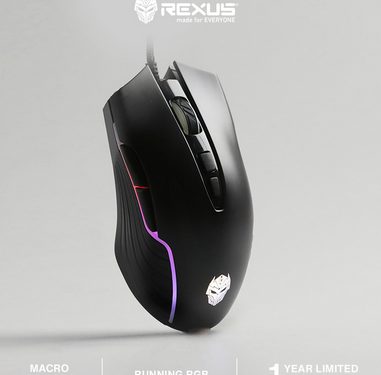 REXUS®
made for EVERYONE
MACRO
RUNNING RGB
1 YEAR LIMITED